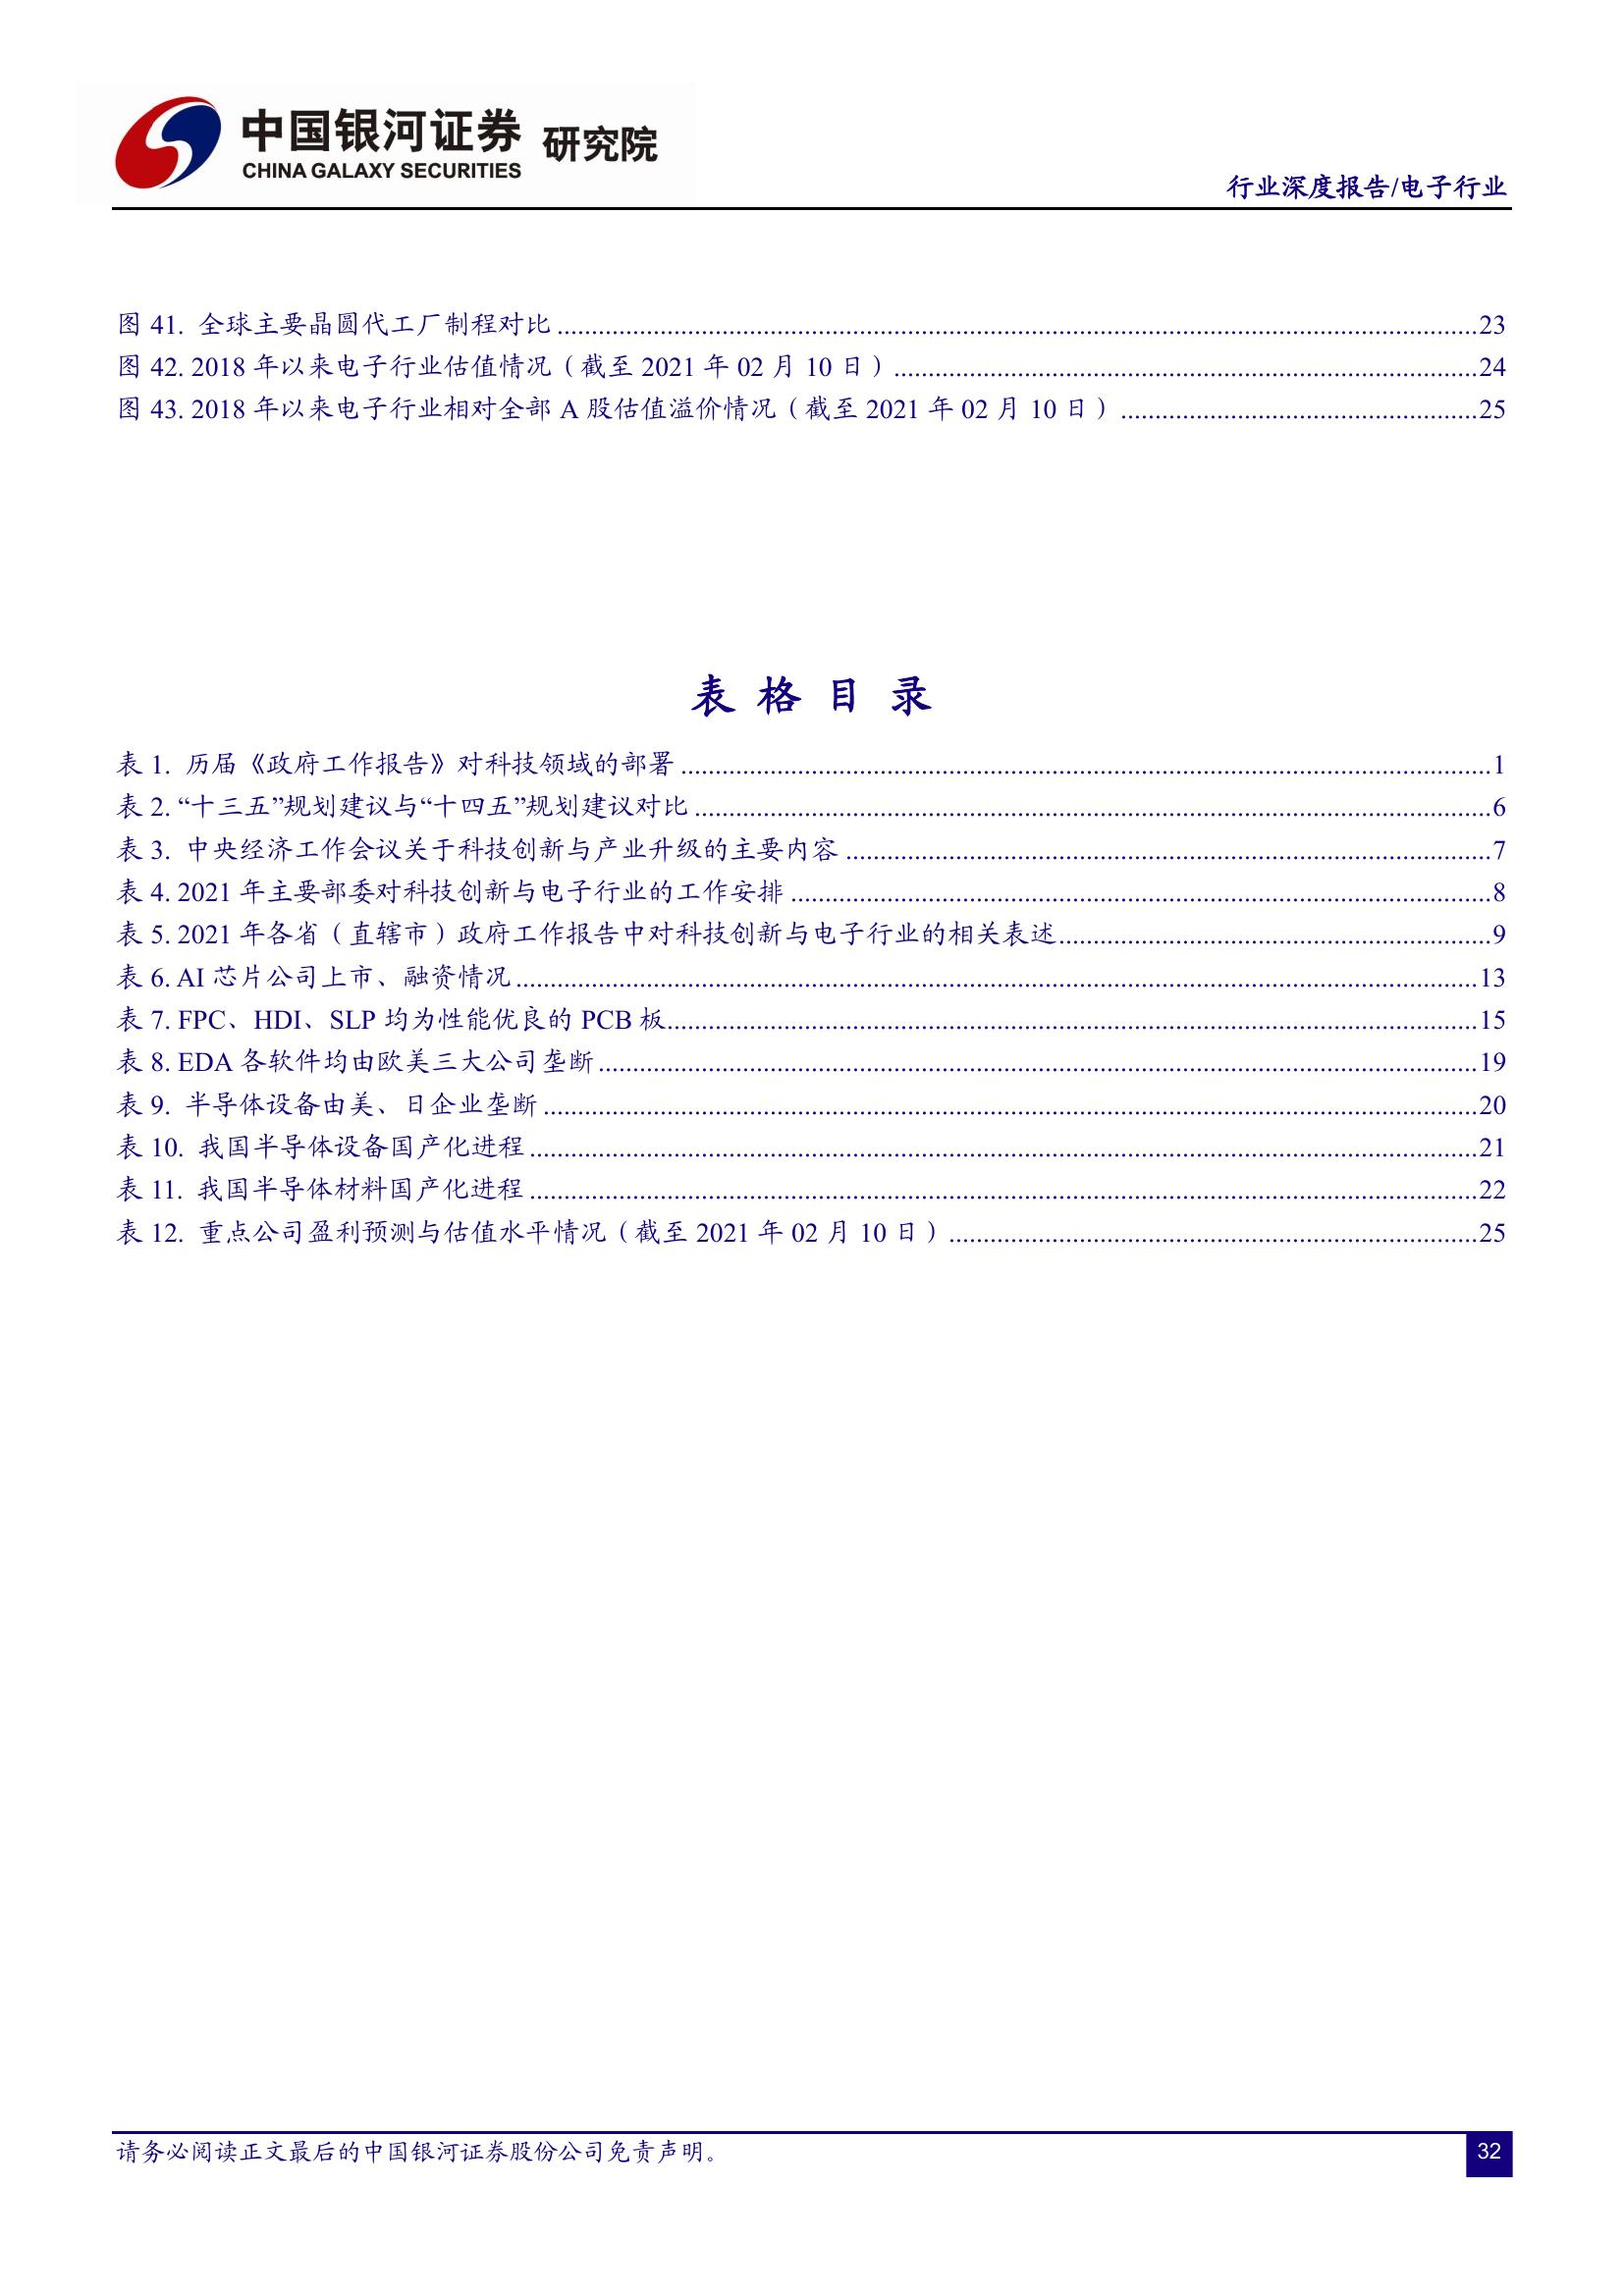 中国银河证券 研究院
CHINA GALAXY SECURITIES
行业深度报告/电子行业
图 41. 全球主要晶圆代工厂制程对比........23
图 42. 2018 年以来电子行业估值情况（截至 2021 年 02 月 10 日）........24
图 43. 2018 年以来电子行业相对全部 A 股估值溢价情况（截至 2021 年 02 月 10 日）........25
表 格 目 录
表 1. 历届《政府工作报告》对科技领域的部署........1
表 2. “十三五”规划建议与“十四五”规划建议对比........6
表 3. 中央经济工作会议关于科技创新与产业升级的主要内容........7
表 4. 2021 年主要部委对科技创新与电子行业的工作安排........8
表 5. 2021 年各省（直辖市）政府工作报告中对科技创新与电子行业的相关表述........9
表 6. AI 芯片公司上市、融资情况........13
表 7. FPC、HDI、SLP 均为性能优良的 PCB 板........15
表 8. EDA 各软件均由欧美三大公司垄断........19
表 9. 半导体设备由美、日企业垄断........20
表 10. 我国半导体设备国产化进程........21
表 11. 我国半导体材料国产化进程........22
表 12. 重点公司盈利预测与估值水平情况（截至 2021 年 02 月 10 日）........25
请务必阅读正文最后的中国银河证券股份公司免责声明。
32